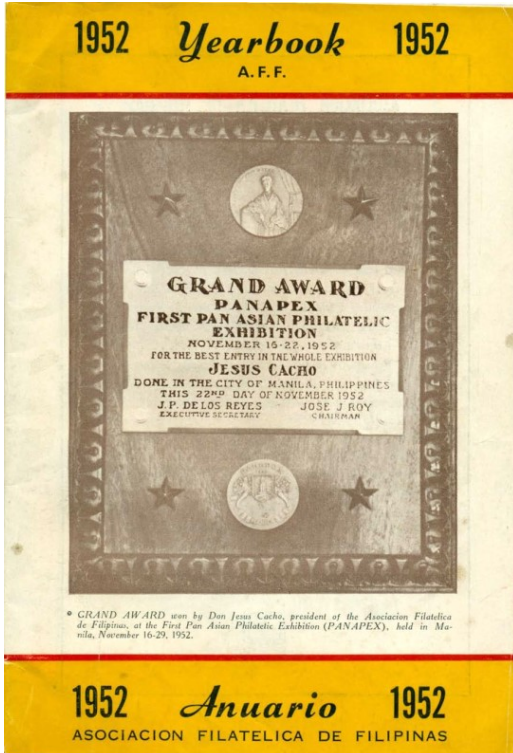 1952 Yearbook 1952
A.F.F.
GRAND AWARD
PANAPEX
FIRST PAN ASIAN PHILATELIC
EXHIBITION
NOVEMBER 16-22, 1952
FOR THE BEST ENTRY IN THE WHOLE EXHIBITION
JESUS CACHO
DONE IN THE CITY OF MANILA, PHILIPPINES
THIS 22ND DAY OF NOVEMBER 1952
J.P. DE LOS REYES JOSE J ROY
EXECUTIVE SECRETARY CHAIRMAN
* GRAND AWARD won by Don Jesus Cacho, president of the Asociacion Filatelica
de Filipinas, at the First Pan Asian Philatelic Exhibition (PANAPEX), held in Ma-
nila, November 16-29, 1952.
1952 Anuario 1952
ASOCIACION FILATELICA DE FILIPINAS